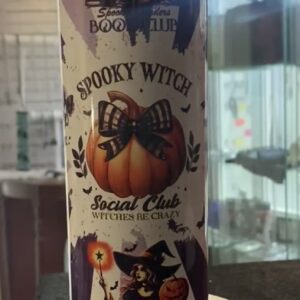 BOOK CLUB
SPOOKY WITCH
Social Club
WITCHES BE CRAZY